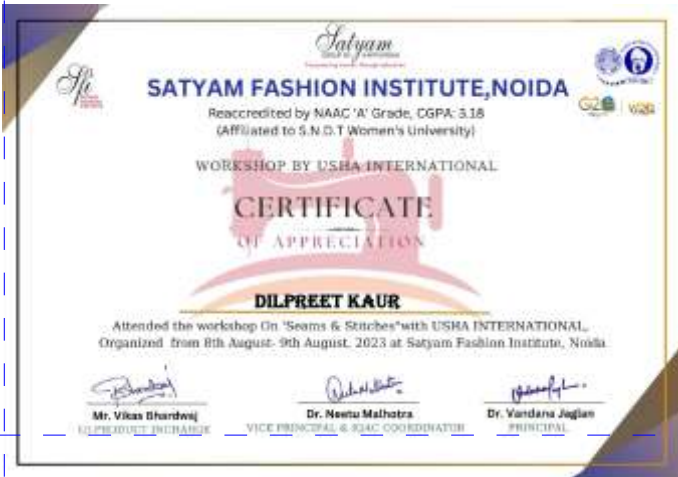 Satyam
Sfi
SATYAM FASHION INSTITUTE,NOIDA
Reaccredited by NAAC 'A' Grade, CGPA: 3.18
(Affiliated to S.N.D.T Women's University)
WORKSHOP BY USHA INTERNATIONAL
CERTIFICATE
OF APPRECIATION
DILPREET KAUR
Attended the workshop On "Seams & Stitches"with USHA INTERNATIONAL,
Organized from 8th August- 9th August, 2023 at Satyam Fashion Institute, Noida
Mr. Vikas Bhardwaj
PRODUCT INCHARGE
Dr. Neetu Malhotra
VICE PRINCIPAL & IQAC COORDINATOR
Dr. Vandana Jaglan
PRINCIPAL